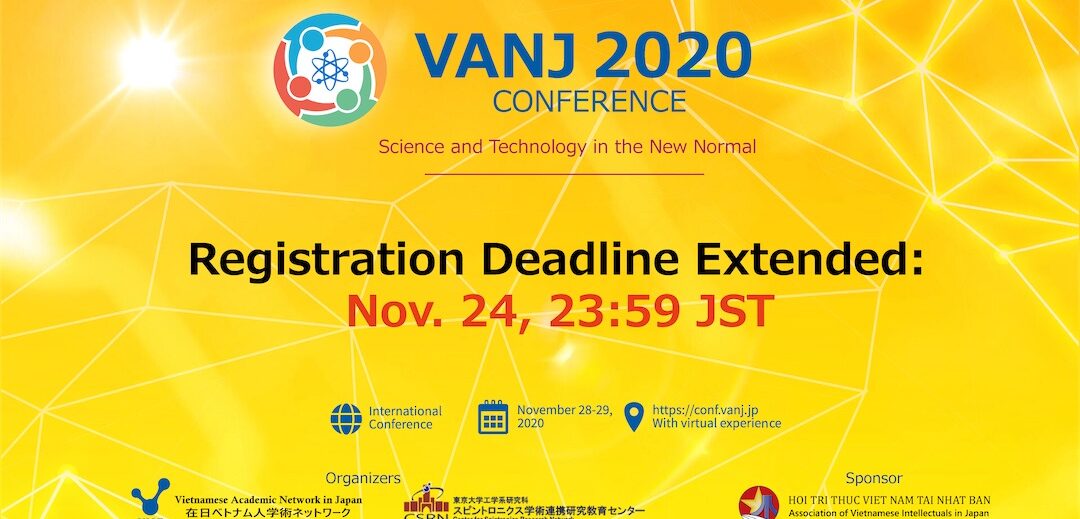 VANJ 2020
CONFERENCE
Science and Technology in the New Normal
Registration Deadline Extended:
Nov. 24, 23:59 JST
International
Conference
November 28-29,
2020
https://conf.vanj.jp
With virtual experience
Organizers
Vietnamese Academic Network in Japan
在日ベトナム人学術ネットワーク
東京大学工学系研究科
スピントロニクス学術連携研究教育センター
CSRN
Center for Spintronics Research Network
Sponsor
HOI TRI THUC VIET NAM TAI NHAT BAN
Association of Vietnamese Intellectuals in Japan